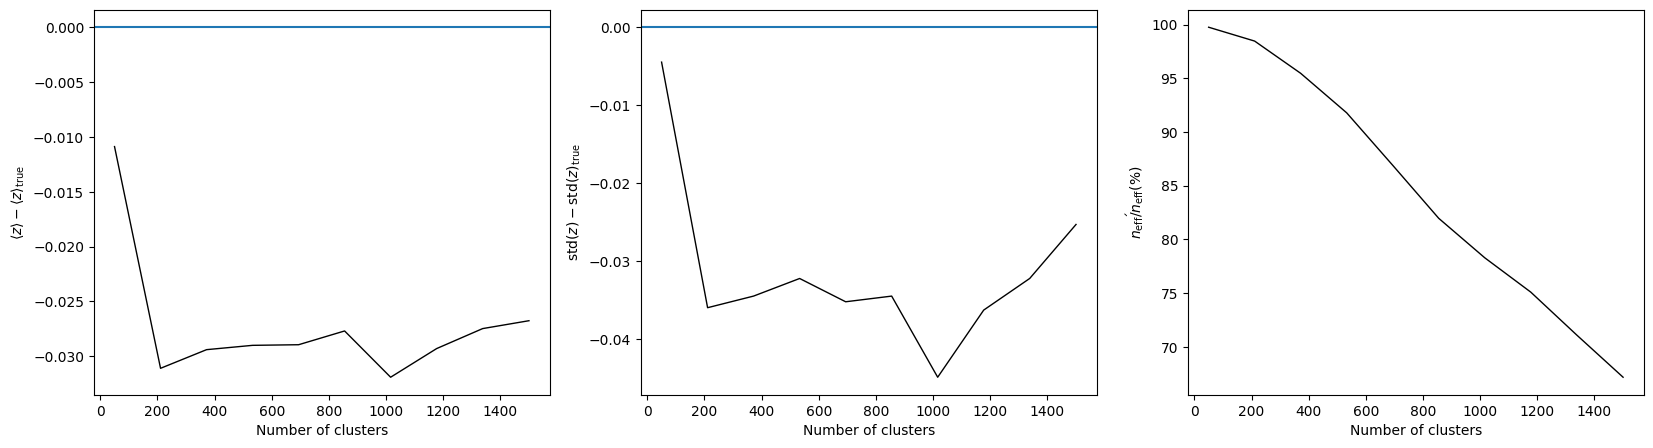 0.000
−0.005
−0.010
−0.015
−0.020
−0.025
−0.030
⟨z⟩ − ⟨z⟩true
0 200 400 600 800 1000 1200 1400
Number of clusters
0.00
−0.01
−0.02
−0.03
−0.04
std(z) − std(z)true
0 200 400 600 800 1000 1200 1400
Number of clusters
100
95
90
85
80
75
70
n′eff/neff(%)
0 200 400 600 800 1000 1200 1400
Number of clusters